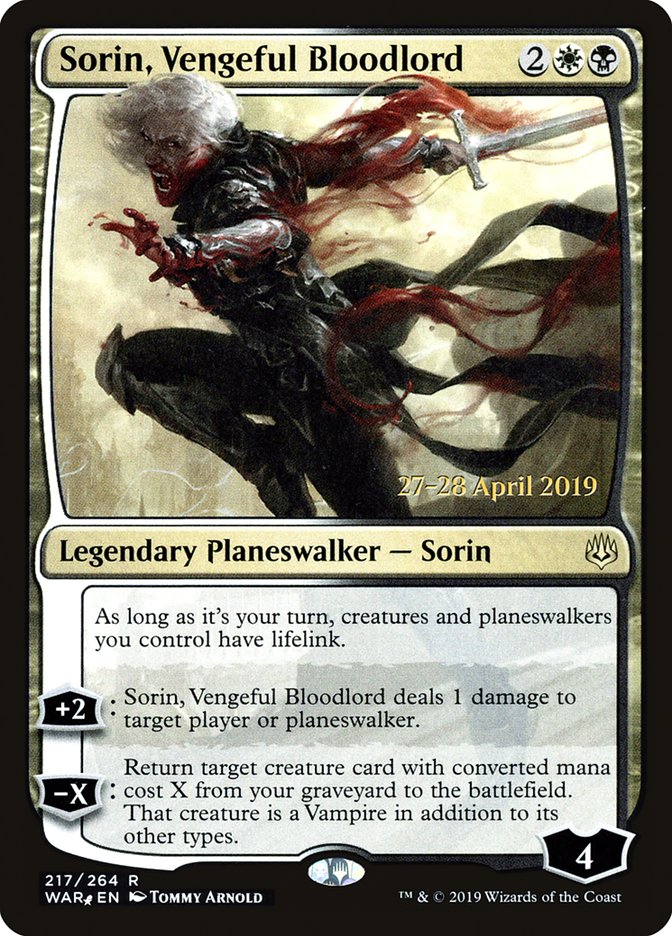 Sorin, Vengeful Bloodlord 2
27–28 April 2019
Legendary Planeswalker — Sorin
As long as it's your turn, creatures and planeswalkers
you control have lifelink.
+2: Sorin, Vengeful Bloodlord deals 1 damage to
target player or planeswalker.
−X: Return target creature card with converted mana
cost X from your graveyard to the battlefield.
That creature is a Vampire in addition to its
other types.
4
217/264 R
WAR EN Tommy Arnold
™ & © 2019 Wizards of the Coast